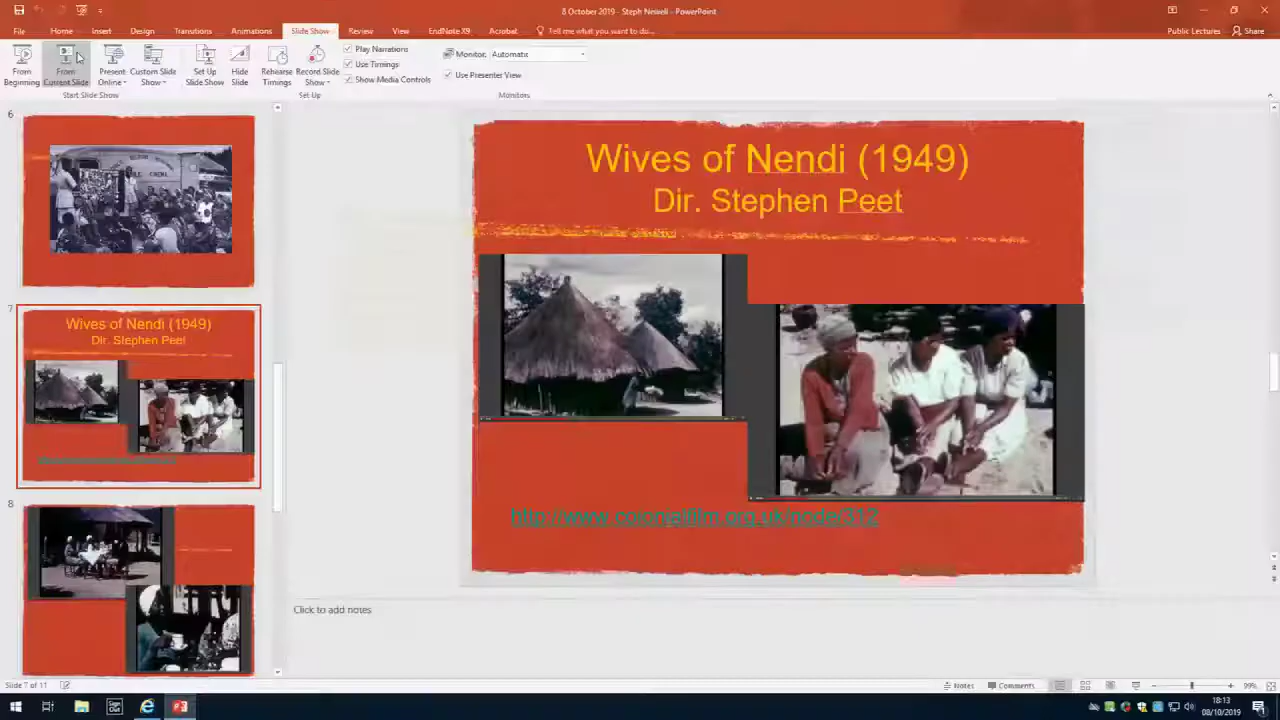 8 October 2019 - Steph Newell - PowerPoint
File Home Insert Design Transitions Animations Slide Show Review View EndNote X9 Acrobat Tell me what you want to do... Public Lectures Share
From Beginning
From Current Slide
Present Online
Custom Slide Show
Set Up Slide Show
Hide Slide
Rehearse Timings
Record Slide Show
Play Narrations
Use Timings
Show Media Controls
Monitor: Automatic
Use Presenter View
Start Slide Show Set Up Monitors
6
7
Wives of Nendi (1949)
Dir. Stephen Peet
8
Wives of Nendi (1949)
Dir. Stephen Peet
http://www.colonialfilm.org.uk/node/312
Click to add notes
Slide 7 of 11 Notes Comments 99%
18:13
08/10/2019